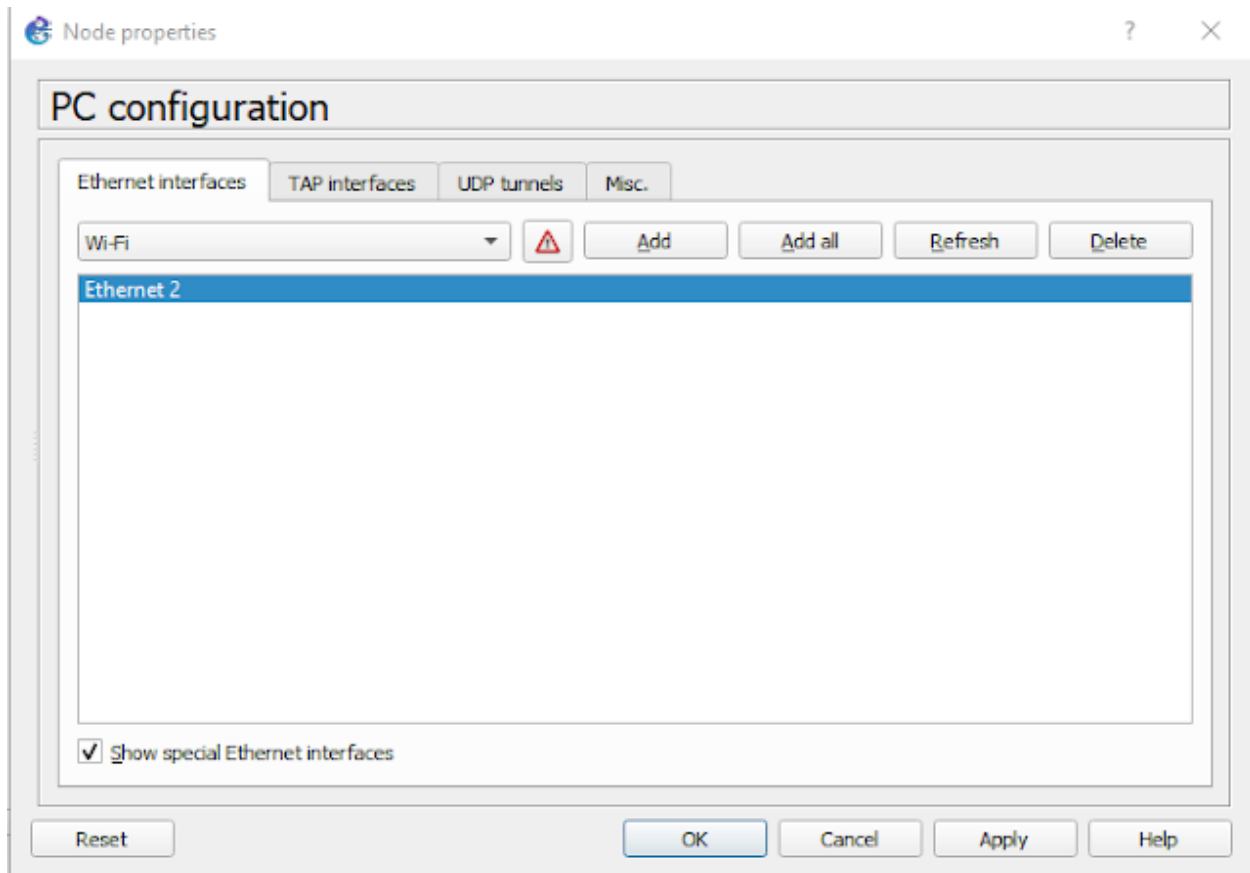 Node properties
PC configuration
Ethernet interfaces TAP interfaces UDP tunnels Misc.
Wi-Fi Add Add all Refresh Delete
Ethernet 2
Show special Ethernet interfaces
Reset OK Cancel Apply Help